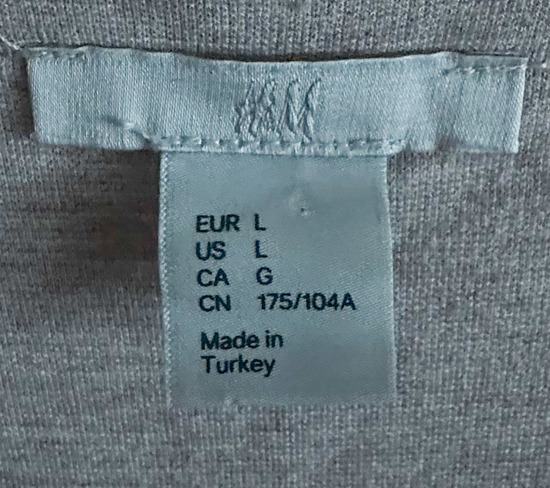 H&M
EUR L
US L
CA G
CN 175/104A
Made in
Turkey